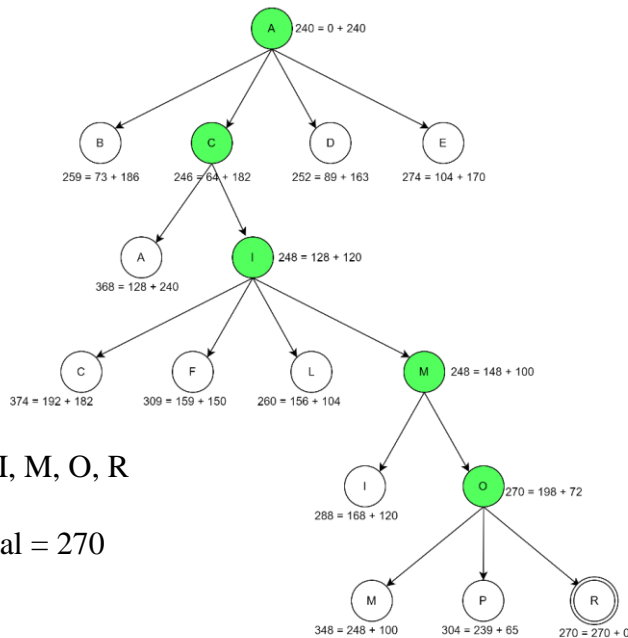 A 240 = 0 + 240
B C D E
259 = 73 + 186 246 = 64 + 182 252 = 89 + 163 274 = 104 + 170
A I 248 = 128 + 120
368 = 128 + 240
C F L M 248 = 148 + 100
374 = 192 + 182 309 = 159 + 150 260 = 156 + 104
I, M, O, R
I O 270 = 198 + 72
288 = 168 + 120
al = 270
M P R
348 = 248 + 100 304 = 239 + 65 270 = 270 + 0